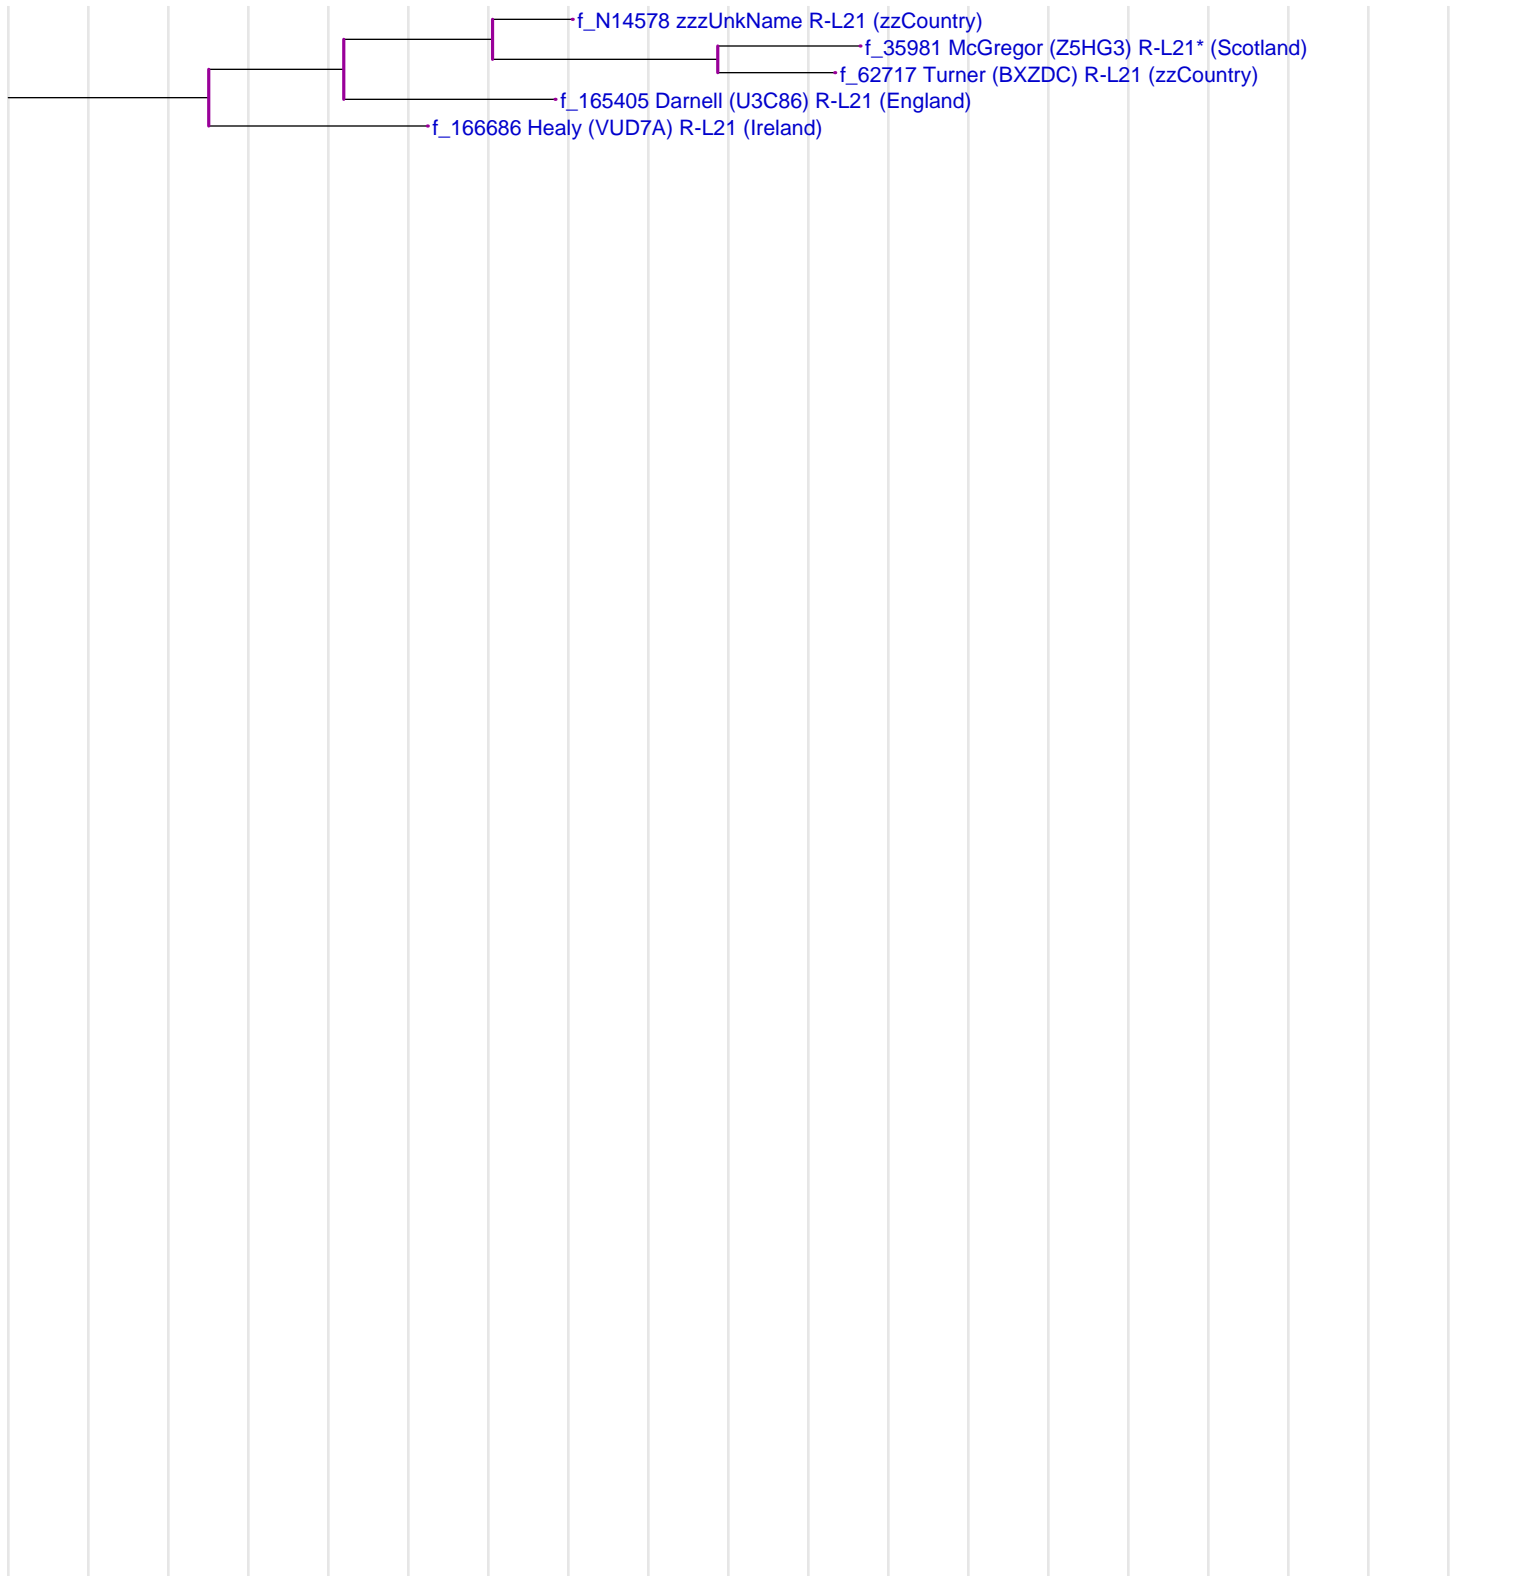 f_N14578 zzzUnkName R-L21 (zzCountry)
f_35981 McGregor (Z5HG3) R-L21* (Scotland)
f_62717 Turner (BXZDC) R-L21 (zzCountry)
f_165405 Darnell (U3C86) R-L21 (England)
f_166686 Healy (VUD7A) R-L21 (Ireland)